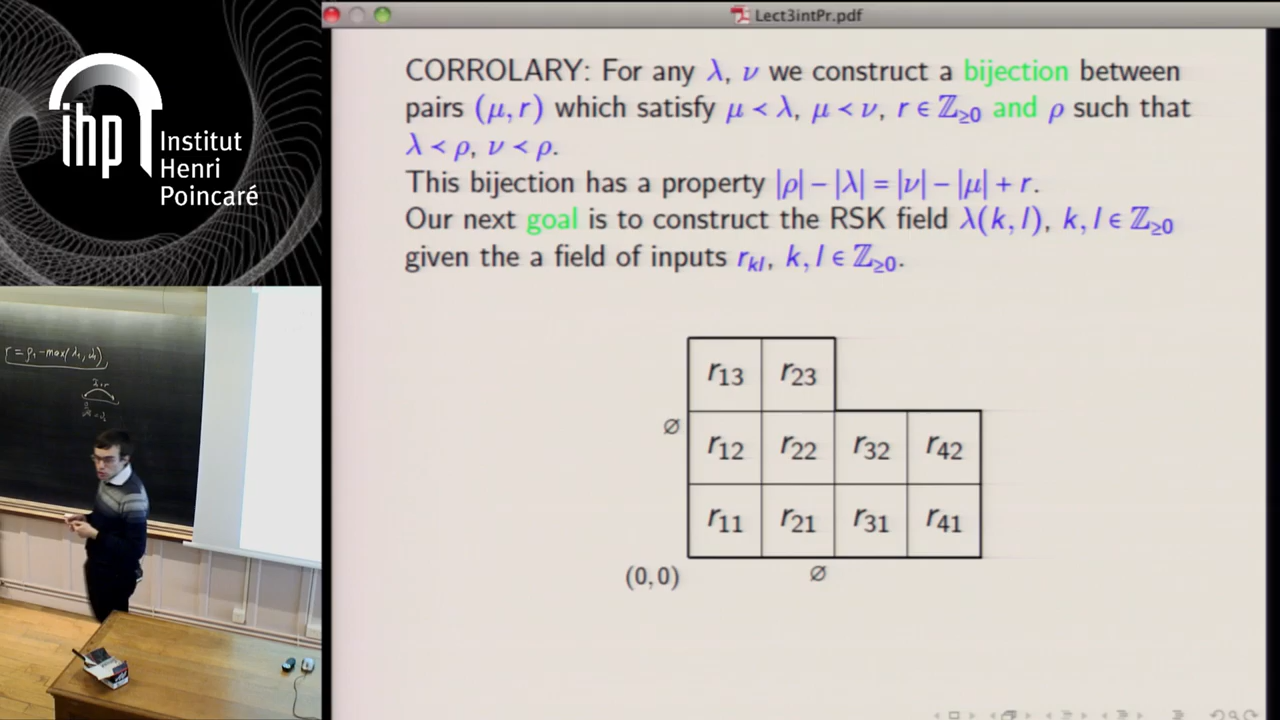 Lect3intPr.pdf
ihp
Institut
Henri
Poincaré
CORROLARY: For any λ, ν we construct a bijection between
pairs (μ, r) which satisfy μ ≺ λ, μ ≺ ν, r ∈ ℤ≥0 and ρ such that
λ ≺ ρ, ν ≺ ρ.
This bijection has a property |ρ| − |λ| = |ν| − |μ| + r.
Our next goal is to construct the RSK field λ(k, l), k, l ∈ ℤ≥0
given the a field of inputs rₖₗ, k, l ∈ ℤ≥0.
r₁₃ r₂₃
∅
r₁₂ r₂₂ r₃₂ r₄₂
r₁₁ r₂₁ r₃₁ r₄₁
(0,0) ∅